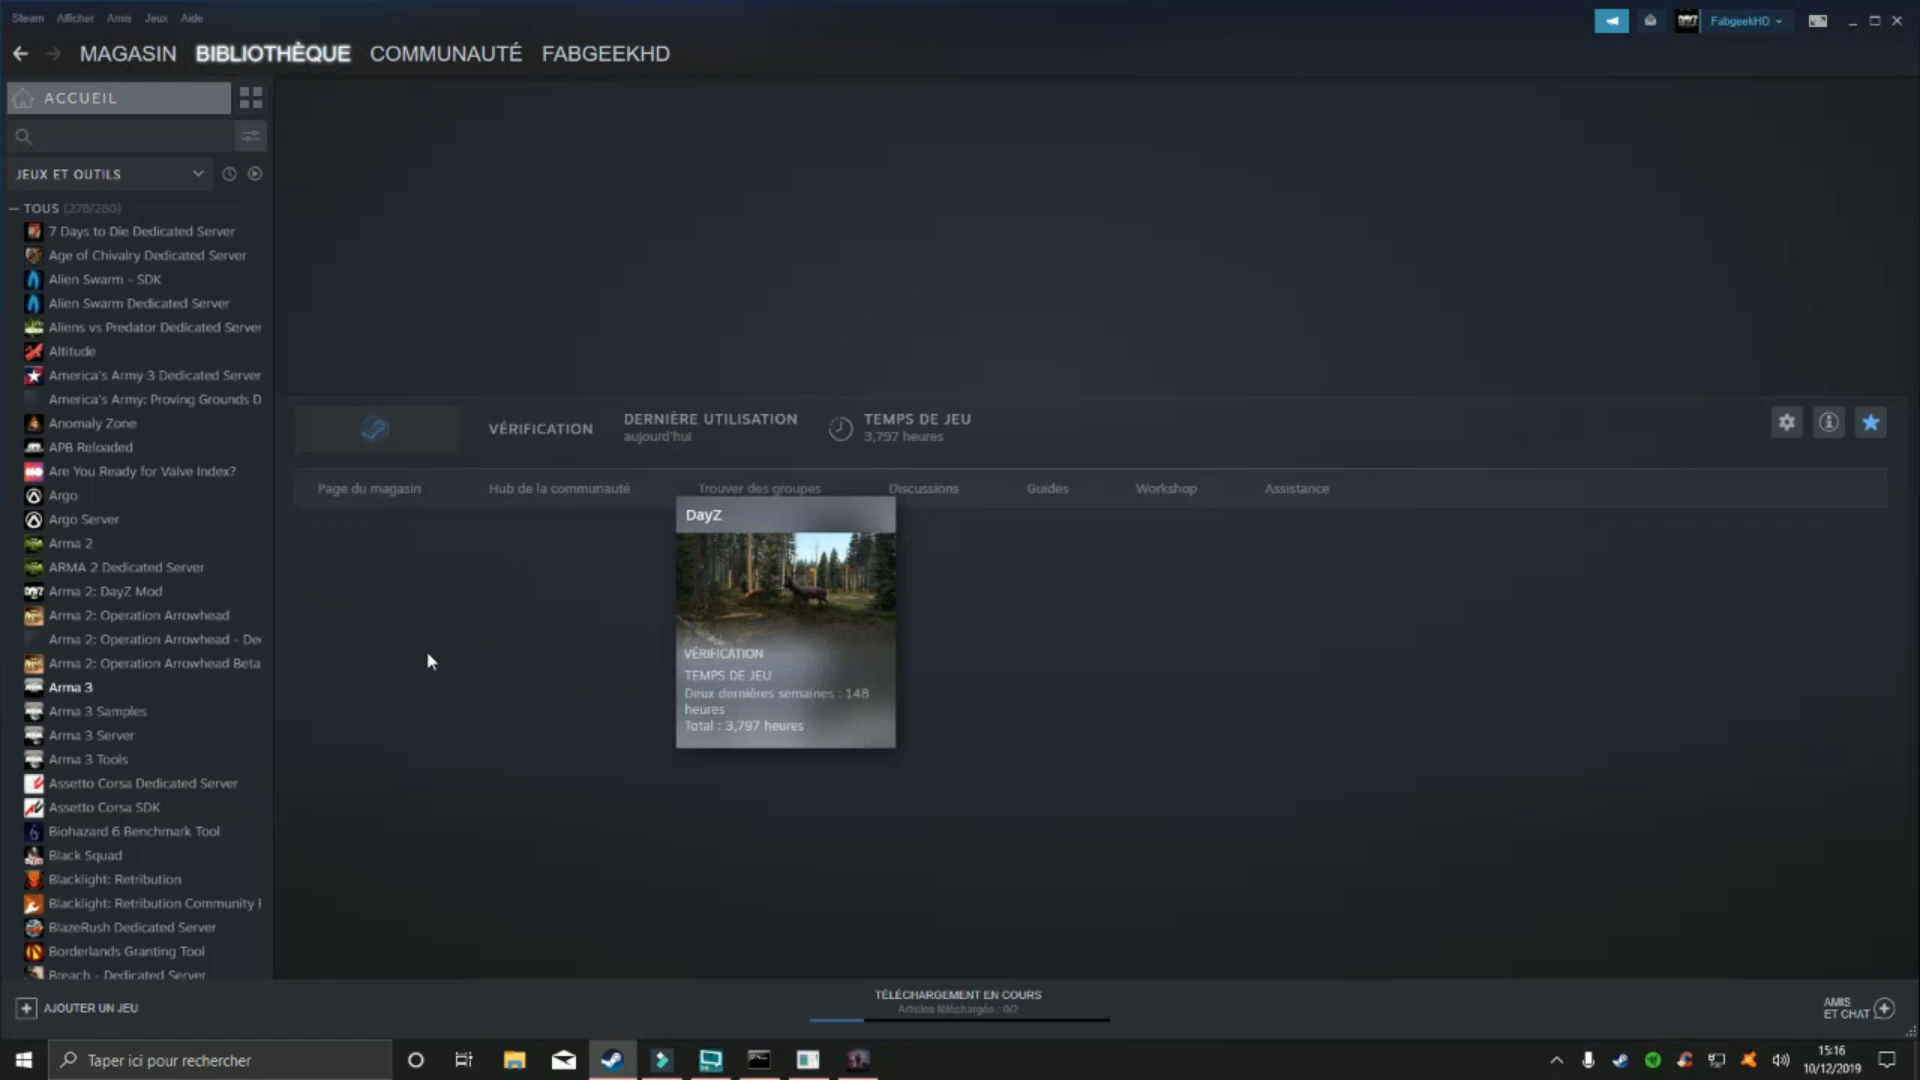 Steam Afficher Amis Jeux Aide
FabgeekHD
MAGASIN BIBLIOTHÈQUE COMMUNAUTÉ FABGEEKHD
ACCUEIL
JEUX ET OUTILS
— TOUS (278/280)
7 Days to Die Dedicated Server
Age of Chivalry Dedicated Server
Alien Swarm - SDK
Alien Swarm Dedicated Server
Aliens vs Predator Dedicated Server
Altitude
America's Army 3 Dedicated Server
America's Army: Proving Grounds D
Anomaly Zone
APB Reloaded
Are You Ready for Valve Index?
Argo
Argo Server
Arma 2
ARMA 2 Dedicated Server
Arma 2: DayZ Mod
Arma 2: Operation Arrowhead
Arma 2: Operation Arrowhead - De
Arma 2: Operation Arrowhead Beta
Arma 3
Arma 3 Samples
Arma 3 Server
Arma 3 Tools
Assetto Corsa Dedicated Server
Assetto Corsa SDK
Biohazard 6 Benchmark Tool
Black Squad
Blacklight: Retribution
Blacklight: Retribution Community
BlazeRush Dedicated Server
Borderlands Granting Tool
Breach - Dedicated Server
VÉRIFICATION
DERNIÈRE UTILISATION
aujourd'hui
TEMPS DE JEU
3,797 heures
Page du magasin Hub de la communauté Trouver des groupes Discussions Guides Workshop Assistance
DayZ
VÉRIFICATION
TEMPS DE JEU
Deux dernières semaines : 148
heures
Total : 3,797 heures
AJOUTER UN JEU
TÉLÉCHARGEMENT EN COURS
Articles téléchargés : 0/2
AMIS
ET CHAT
Taper ici pour rechercher
15:16
10/12/2019